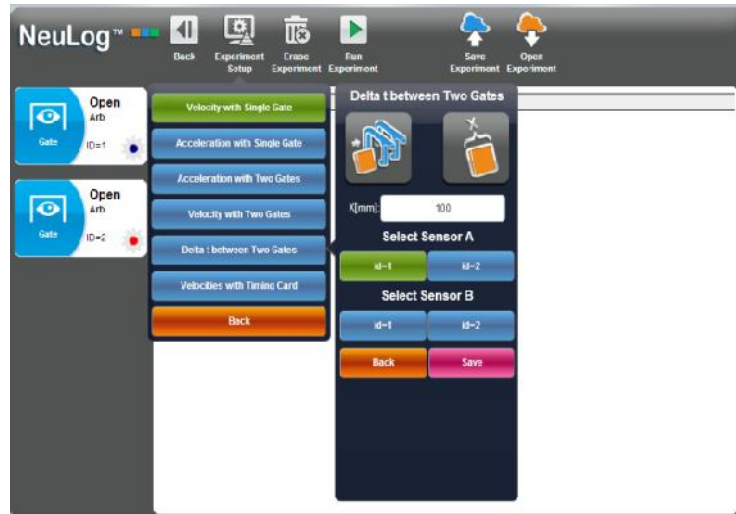 NeuLog™
Back
Experiment Setup
Erase Experiment
Run Experiment
Save Experiment
Open Experiment
Gate
Open
Arb
ID=1
Gate
Open
Arb
ID=2
Velocity with Single Gate
Acceleration with Single Gate
Acceleration with Two Gates
Velocity with Two Gates
Delta t between Two Gates
Velocities with Timing Card
Back
Delta t between Two Gates
X
X[mm]:
100
Select Sensor A
id=1
id=2
Select Sensor B
id=1
id=2
Back
Save